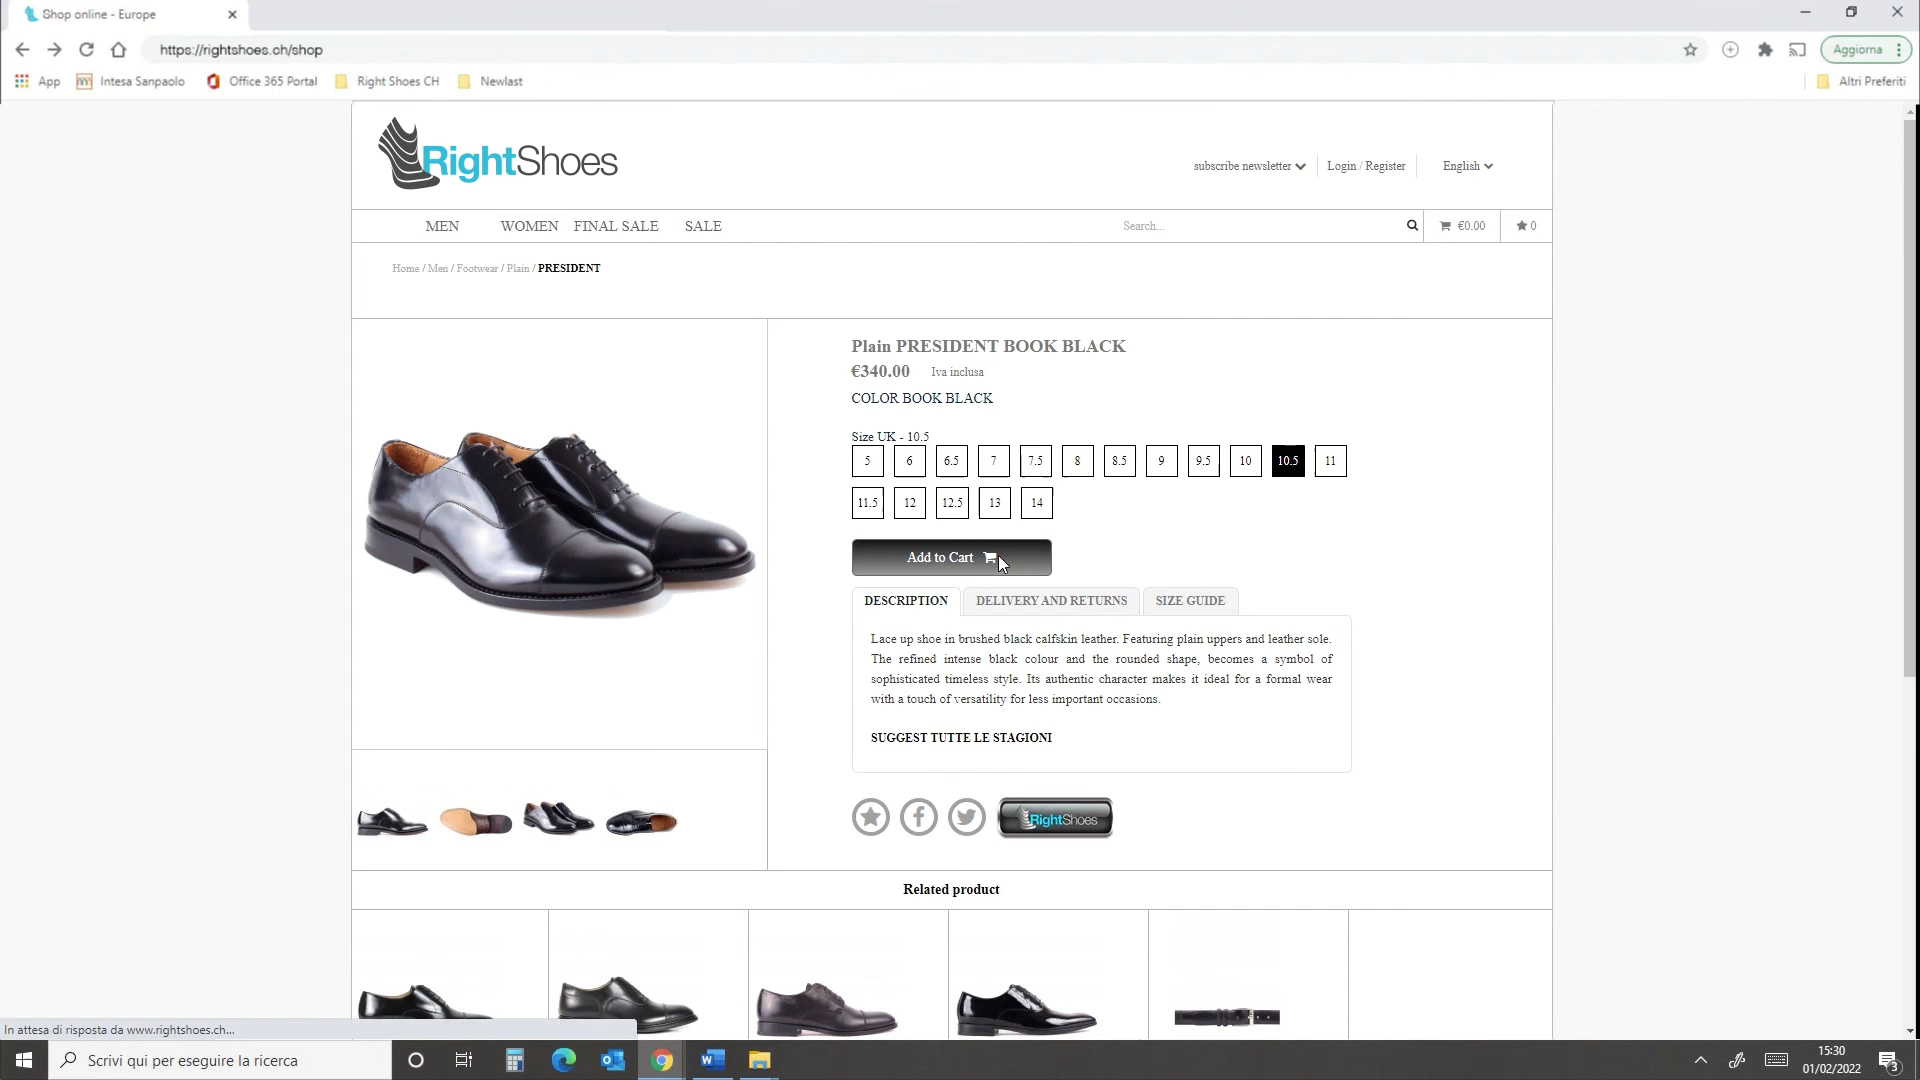 Shop online - Europe
https://rightshoes.ch/shop
Aggiorna
App Intesa Sanpaolo Office 365 Portal Right Shoes CH Newlast Altri Preferiti
RightShoes
subscribe newsletter Login / Register English
MEN WOMEN FINAL SALE SALE Search... €0.00 0
Home / Men / Footwear / Plain / PRESIDENT
Plain PRESIDENT BOOK BLACK
€340.00 Iva inclusa
COLOR BOOK BLACK
Size UK - 10.5
5 6 6.5 7 7.5 8 8.5 9 9.5 10 10.5 11
11.5 12 12.5 13 14
Add to Cart
DESCRIPTION DELIVERY AND RETURNS SIZE GUIDE
Lace up shoe in brushed black calfskin leather. Featuring plain uppers and leather sole.
The refined intense black colour and the rounded shape, becomes a symbol of
sophisticated timeless style. Its authentic character makes it ideal for a formal wear
with a touch of versatility for less important occasions.
SUGGEST TUTTE LE STAGIONI
RightShoes
Related product
In attesa di risposta da www.rightshoes.ch...
Scrivi qui per eseguire la ricerca
15:30
01/02/2022
3